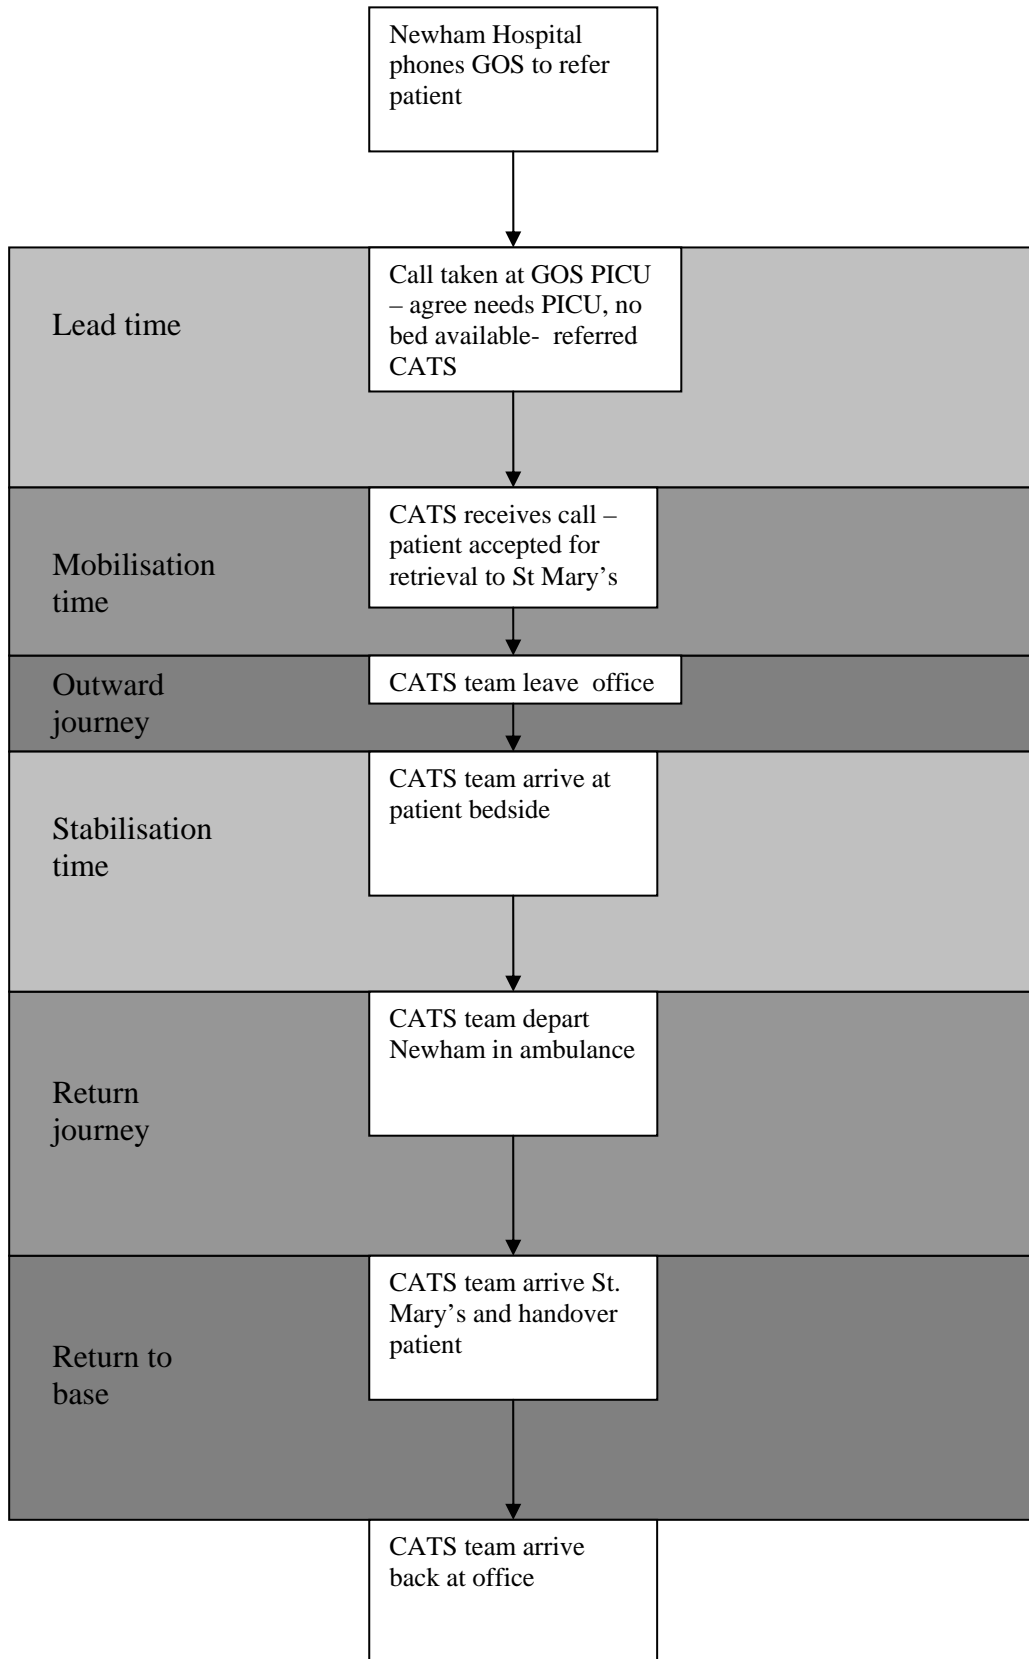 Newham Hospital
phones GOS to refer
patient
Lead time
Call taken at GOS PICU
– agree needs PICU, no
bed available-  referred
CATS
Mobilisation
time
CATS receives call –
patient accepted for
retrieval to St Mary’s
Outward
journey
CATS team leave  office
Stabilisation
time
CATS team arrive at
patient bedside
Return
journey
CATS team depart
Newham in ambulance
Return to
base
CATS team arrive St.
Mary’s and handover
patient
CATS team arrive
back at office